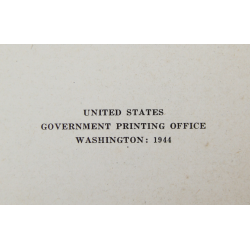 UNITED STATES
GOVERNMENT PRINTING OFFICE
WASHINGTON: 1944